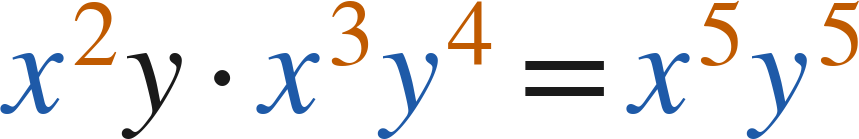 x²y · x³y⁴ = x⁵y⁵